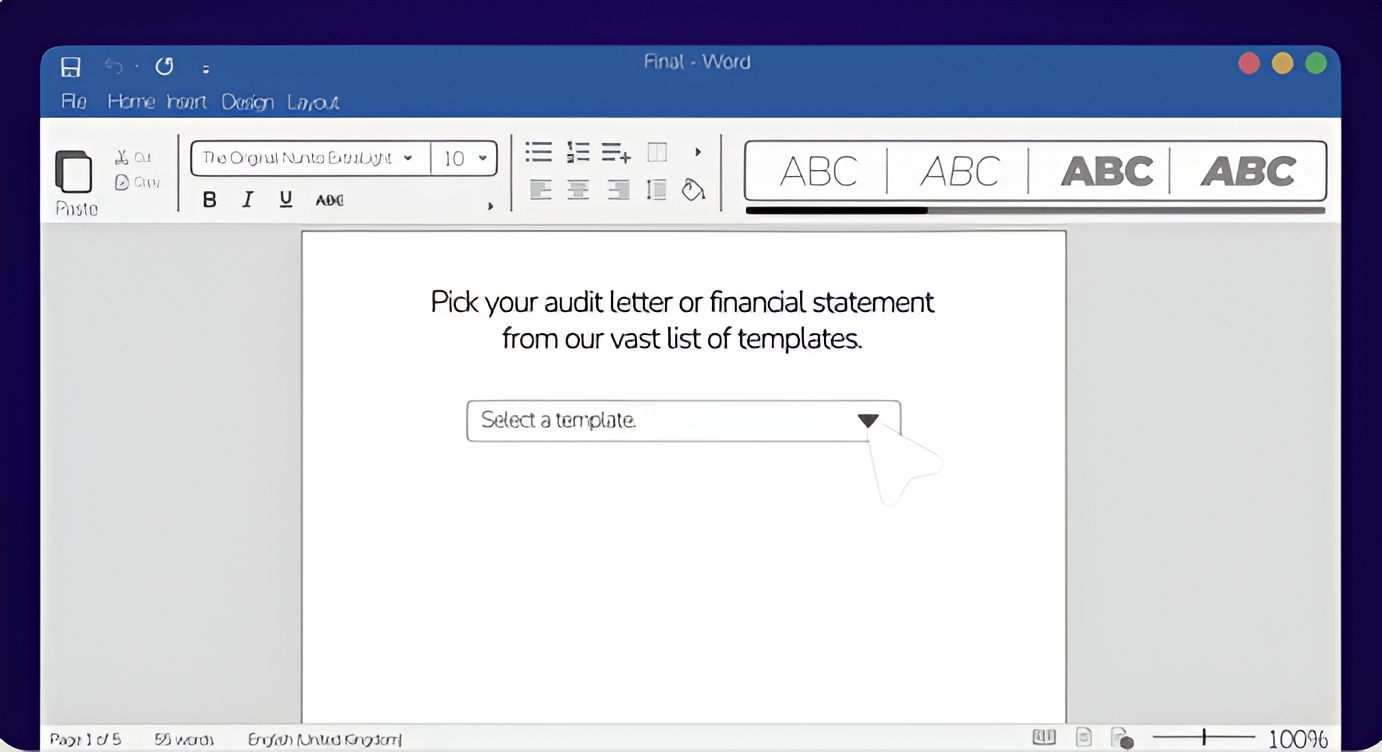 Final - Word
File Home Insert Design Layout
The Original Nunito ExtraLight 10
ABC ABC ABC ABC
Cut
Copy
Paste
B I U ABC
Pick your audit letter or financial statement
from our vast list of templates.
Select a template.
Page 1 of 5 words English (United Kingdom) 100%